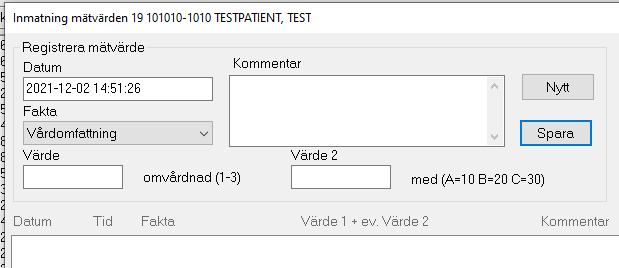 Inmatning mätvärden 19 101010-1010 TESTPATIENT, TEST
Registrera mätvärde
Datum
Kommentar
2021-12-02 14:51:26
Nytt
Fakta
Vårdomfattning
Spara
Värde
Värde 2
omvårdnad (1-3)
med (A=10 B=20 C=30)
Datum Tid Fakta Värde 1 + ev. Värde 2 Kommentar